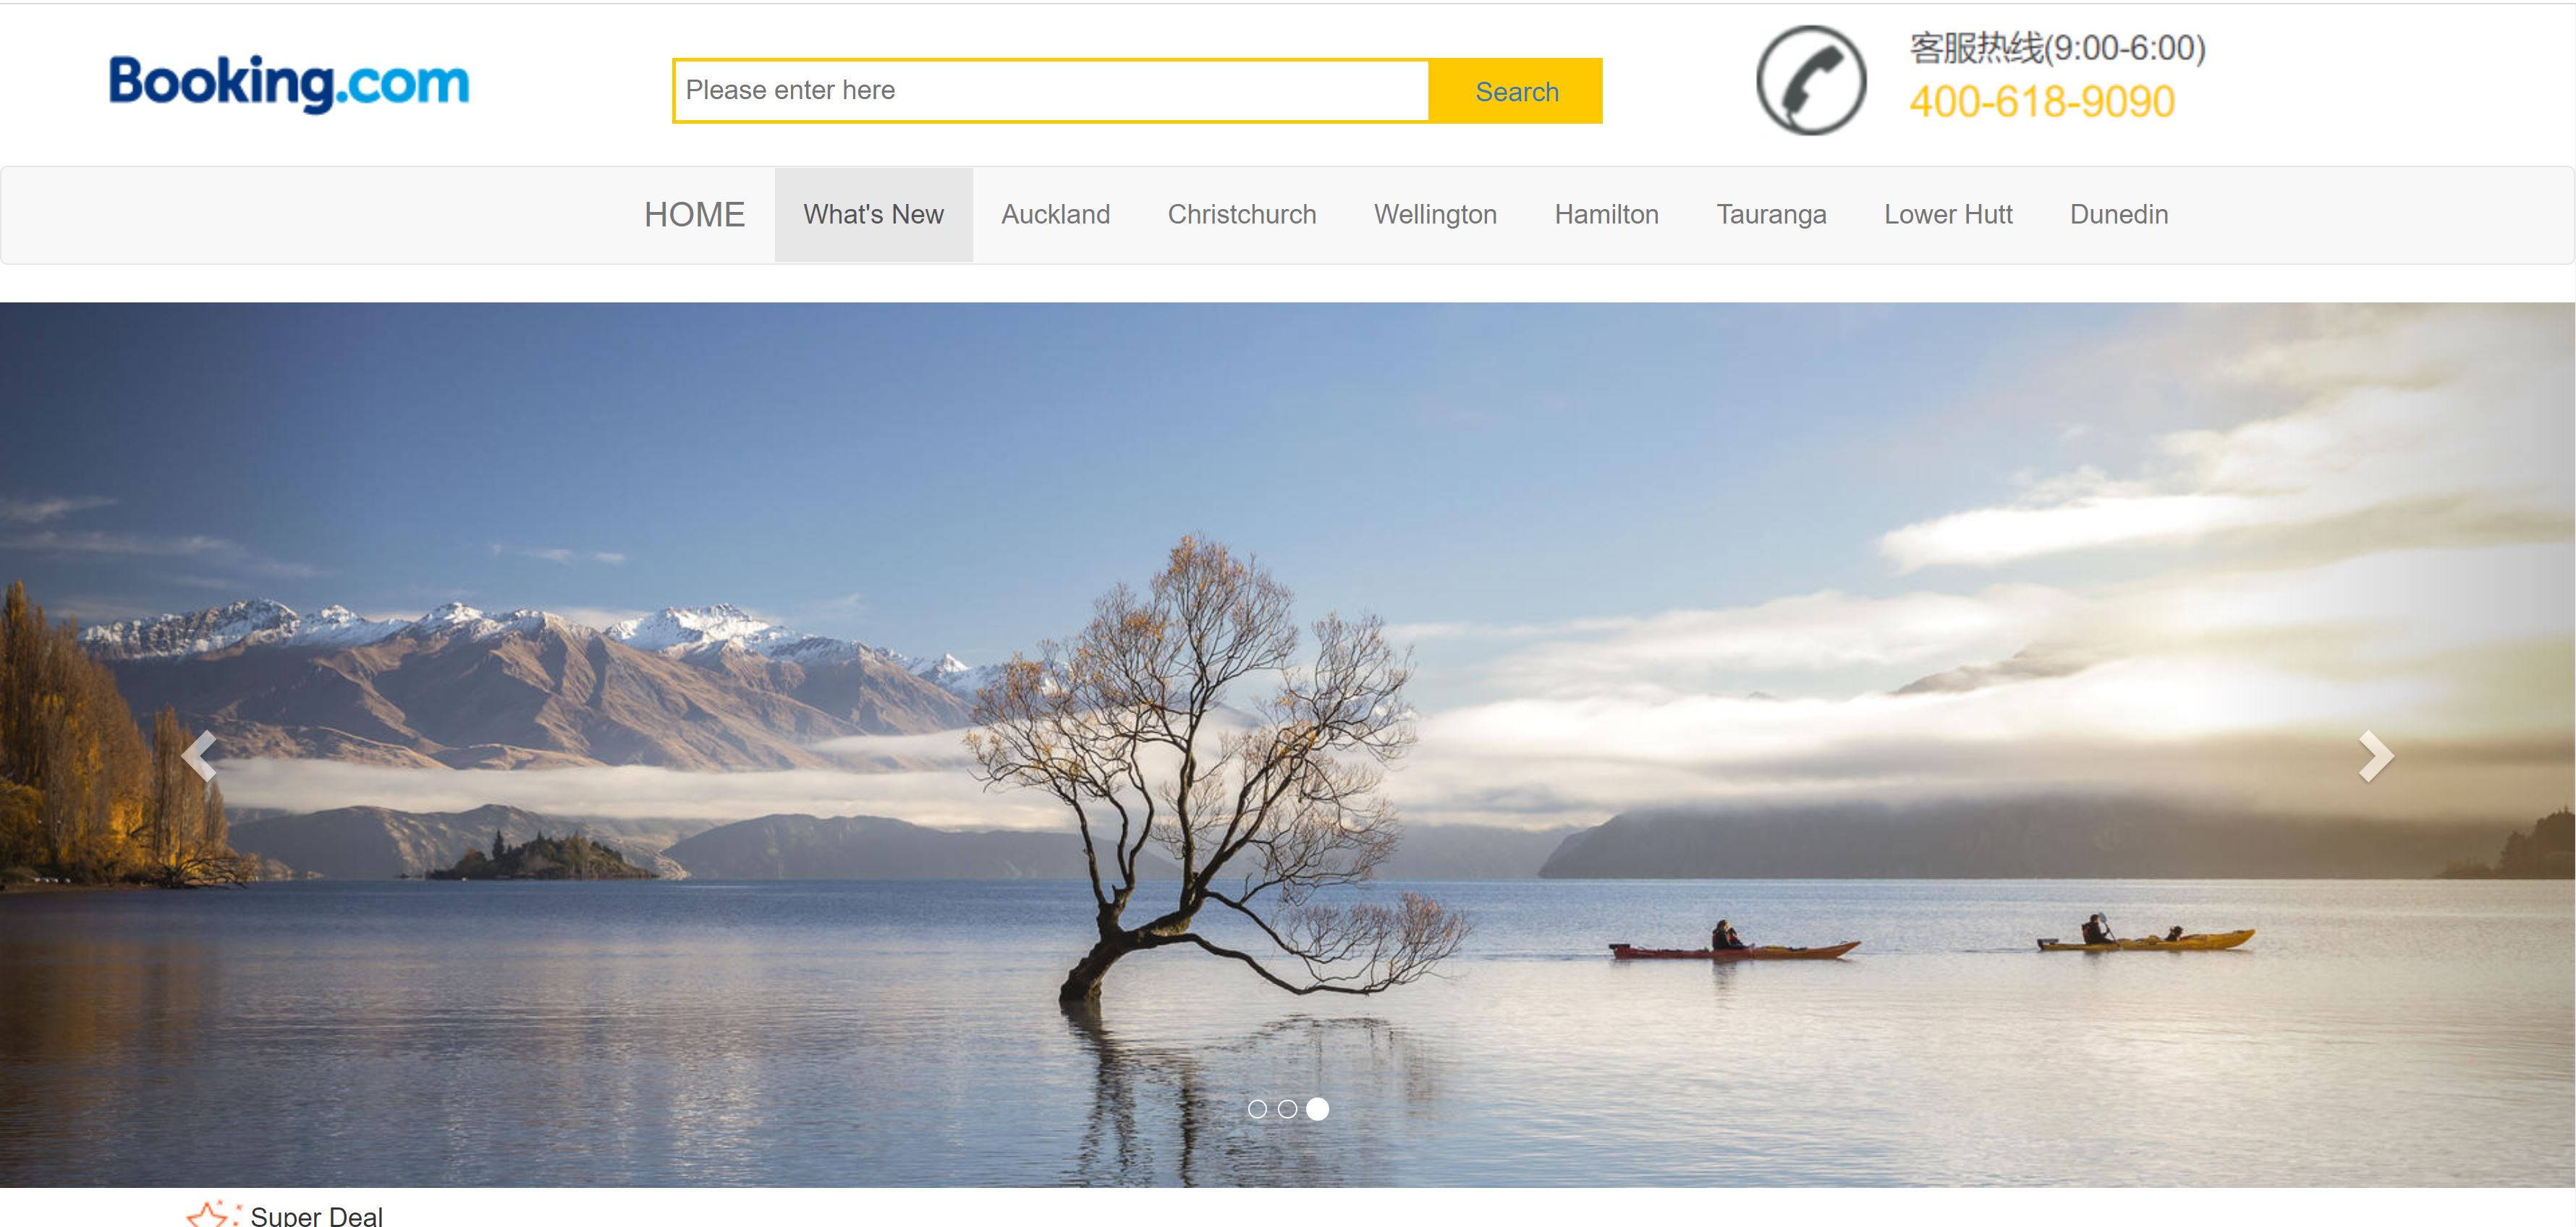 Booking.com
Please enter here
Search
客服热线(9:00-6:00)
400-618-9090
HOME
What's New
Auckland
Christchurch
Wellington
Hamilton
Tauranga
Lower Hutt
Dunedin
Super Deal